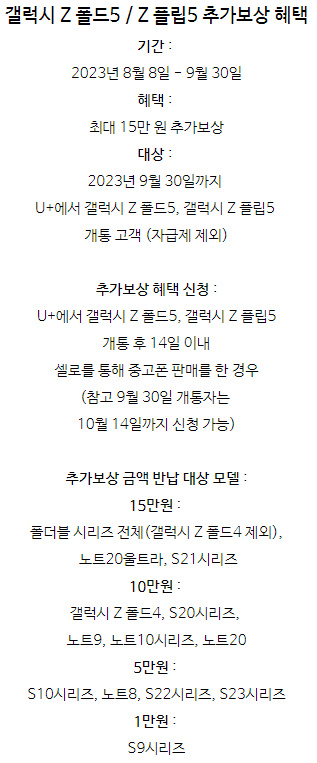 갤럭시 Z 폴드5 / Z 플립5 추가보상 혜택
기간 :
2023년 8월 8일 - 9월 30일
혜택 :
최대 15만 원 추가보상
대상 :
2023년 9월 30일까지
U+에서 갤럭시 Z 폴드5, 갤럭시 Z 플립5
개통 고객 (자급제 제외)
추가보상 혜택 신청 :
U+에서 갤럭시 Z 폴드5, 갤럭시 Z 플립5
개통 후 14일 이내
셀로를 통해 중고폰 판매를 한 경우
(참고 9월 30일 개통자는
10월 14일까지 신청 가능)
추가보상 금액 반납 대상 모델 :
15만원 :
폴더블 시리즈 전체(갤럭시 Z 폴드4 제외),
노트20울트라, S21시리즈
10만원 :
갤럭시 Z 폴드4, S20시리즈,
노트9, 노트10시리즈, 노트20
5만원 :
S10시리즈, 노트8, S22시리즈, S23시리즈
1만원 :
S9시리즈